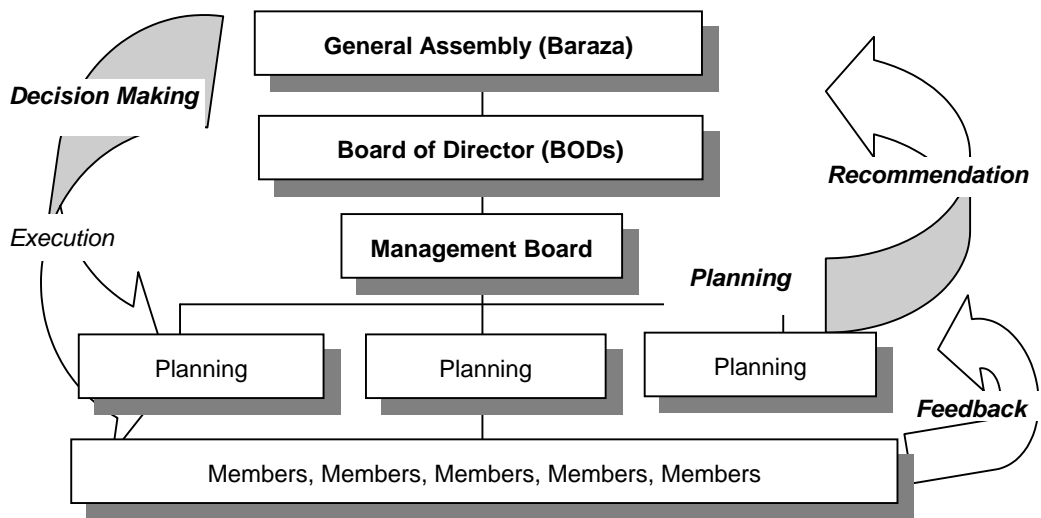 General Assembly (Baraza)
Decision Making
Board of Director (BODs)
Recommendation
Execution
Management Board
Planning
Planning
Planning
Planning
Feedback
Members, Members, Members, Members, Members